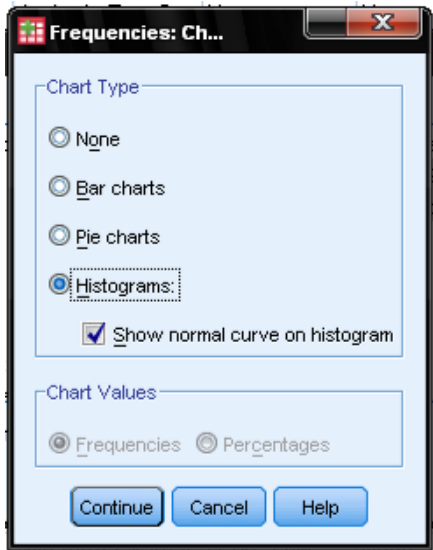 Frequencies: Ch...
Chart Type
None
Bar charts
Pie charts
Histograms:
Show normal curve on histogram
Chart Values
Frequencies Percentages
Continue Cancel Help